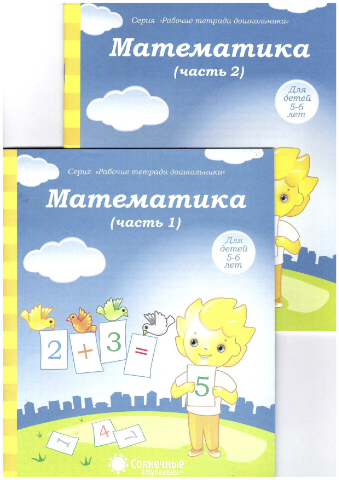 Серия «Рабочие тетради дошкольника»
Математика
(часть 2)
Для
детей
5-6
лет
Серия «Рабочие тетради дошкольника»
Математика
(часть 1)
Для
детей
5-6
лет
2 + 3 =
5
1 4 7
Солнечные
ступеньки